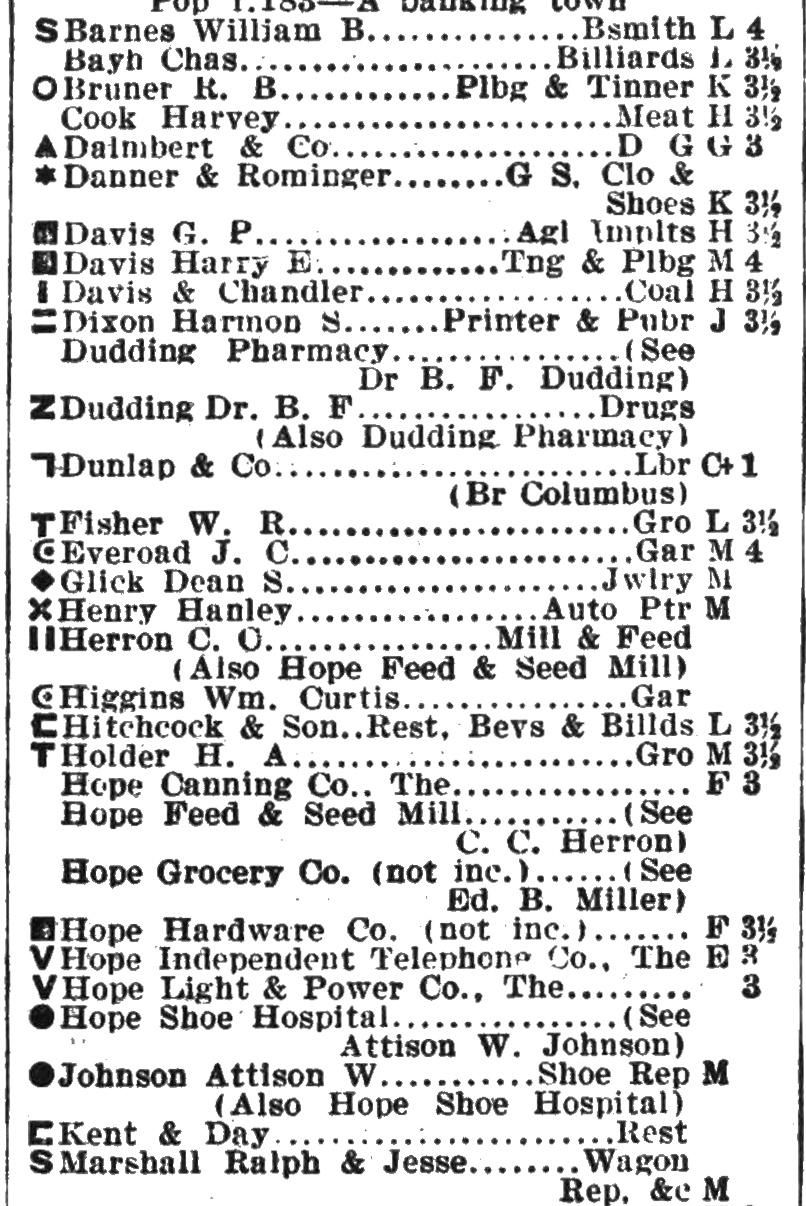 Pop 1,185—A banking town
S Barnes William B...............Bsmith L 4
Bayh Chas......................Billiards L 3½
O Bruner R. B............Plbg & Tinner K 3½
Cook Harvey.......................Meat H 3½
▲ Dalmbert & Co....................D G G 3
✱ Danner & Rominger........G S, Clo &
Shoes K 3½
Davis G. P..................Agl Implts H 3½
Davis Harry E.............Tng & Plbg M 4
Davis & Chandler..................Coal H 3½
= Dixon Harmon S.......Printer & Pubr J 3½
Dudding Pharmacy................(See
Dr B. F. Dudding)
Z Dudding Dr. B. F.................Drugs
(Also Dudding Pharmacy)
Dunlap & Co.........................Lbr C+ 1
(Br Columbus)
T Fisher W. R........................Gro L 3½
Everoad J. C........................Gar M 4
◆ Glick Dean S......................Jwlry M
✕ Henry Hanley.................Auto Ptr M
II Herron C. C................Mill & Feed
(Also Hope Feed & Seed Mill)
Higgins Wm. Curtis................Gar
Hitchcock & Son..Rest, Bevs & Billds L 3½
T Holder H. A........................Gro M 3½
Hope Canning Co., The................. F 3
Hope Feed & Seed Mill...........(See
C. C. Herron)
Hope Grocery Co. (not inc.)......(See
Ed. B. Miller)
Hope Hardware Co. (not inc.)....... F 3½
V Hope Independent Telephone Co., The E 3
V Hope Light & Power Co., The......... 3
● Hope Shoe Hospital................(See
Attison W. Johnson)
● Johnson Attison W...........Shoe Rep M
(Also Hope Shoe Hospital)
Kent & Day........................Rest
S Marshall Ralph & Jesse........Wagon
Rep, &c M